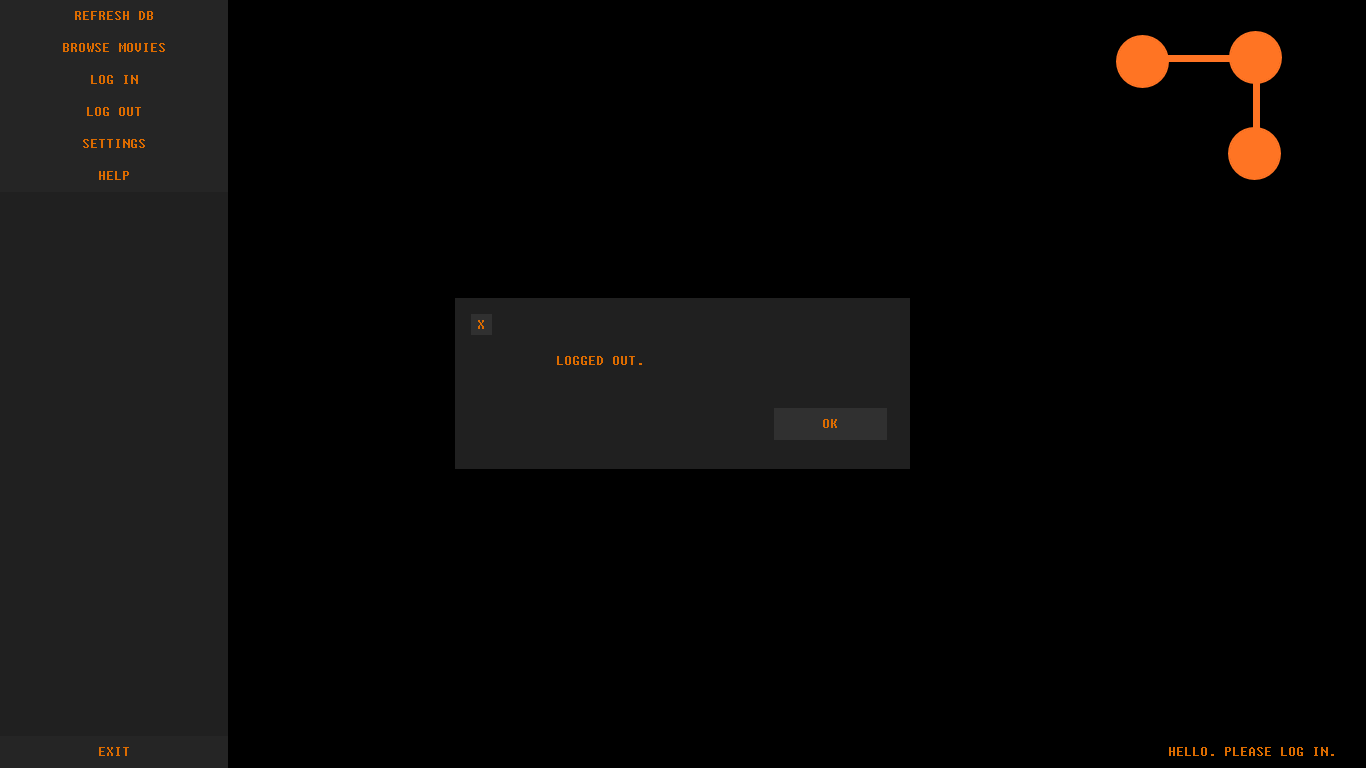 REFRESH DB
BROWSE MOVIES
LOG IN
LOG OUT
SETTINGS
HELP
X
LOGGED OUT.
OK
EXIT
HELLO. PLEASE LOG IN.